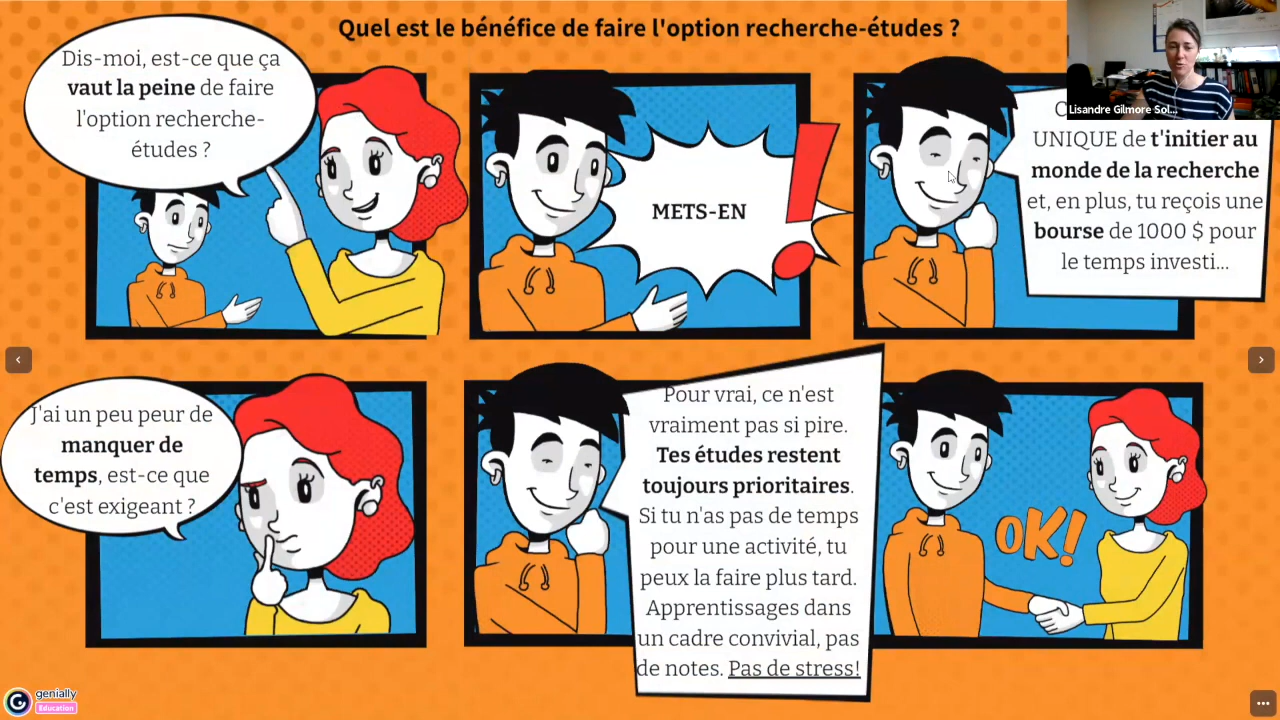 Quel est le bénéfice de faire l'option recherche-études ?
Dis-moi, est-ce que ça
vaut la peine de faire
l'option recherche-
études ?
METS-EN
Lisandre Gilmore Sol...
UNIQUE de t'initier au
monde de la recherche
et, en plus, tu reçois une
bourse de 1000 $ pour
le temps investi...
J'ai un peu peur de
manquer de
temps, est-ce que
c'est exigeant ?
Pour vrai, ce n'est
vraiment pas si pire.
Tes études restent
toujours prioritaires.
Si tu n'as pas de temps
pour une activité, tu
peux la faire plus tard.
Apprentissages dans
un cadre convivial, pas
de notes. Pas de stress!
OK!
genially
Education